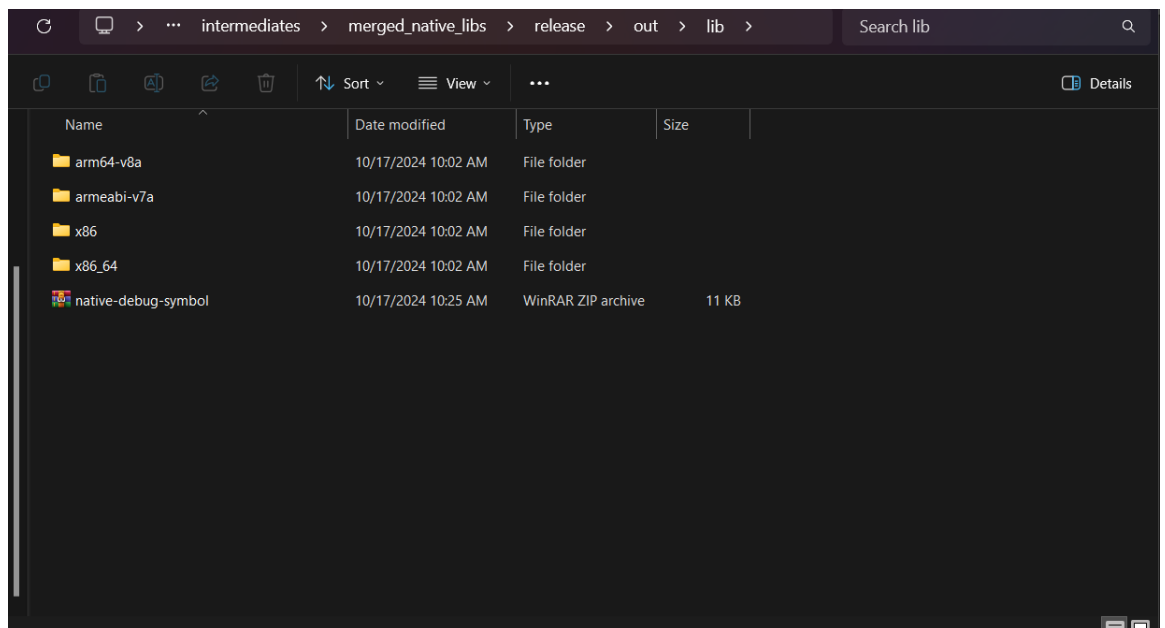 intermediates > merged_native_libs > release > out > lib > Search lib
Sort View ••• Details
Name Date modified Type Size
arm64-v8a 10/17/2024 10:02 AM File folder
armeabi-v7a 10/17/2024 10:02 AM File folder
x86 10/17/2024 10:02 AM File folder
x86_64 10/17/2024 10:02 AM File folder
native-debug-symbol 10/17/2024 10:25 AM WinRAR ZIP archive 11 KB